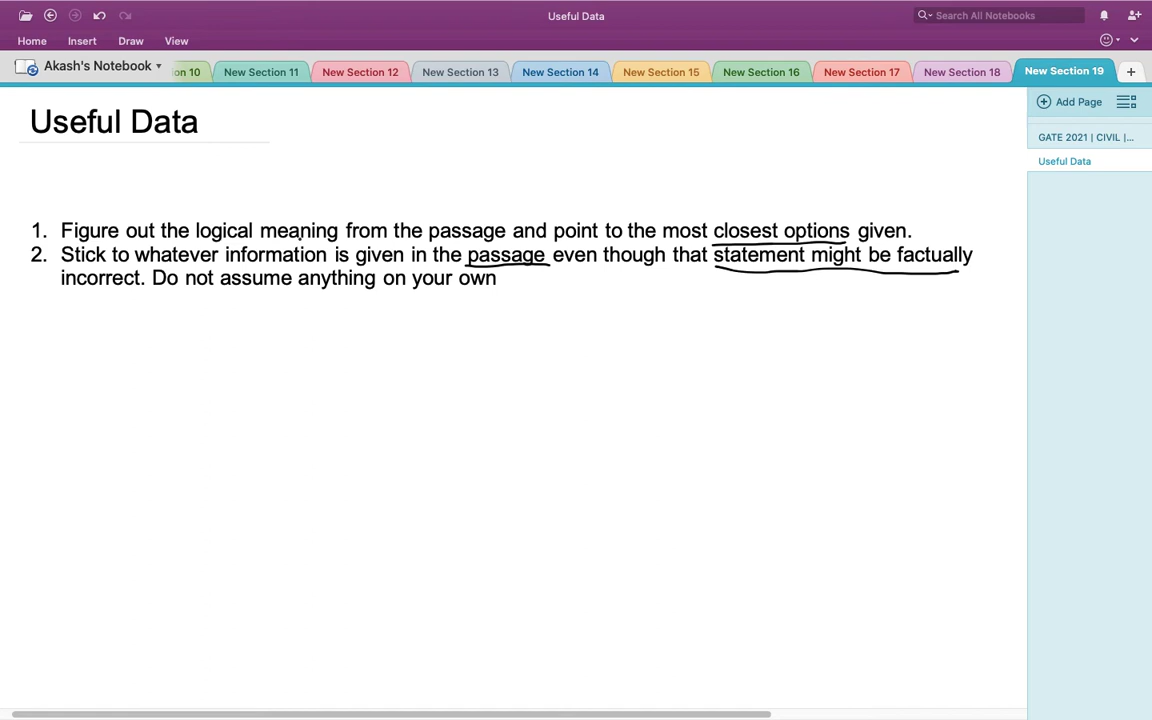 Useful Data
Search All Notebooks
Home Insert Draw View
Akash's Notebook
ion 10 New Section 11 New Section 12 New Section 13 New Section 14 New Section 15 New Section 16 New Section 17 New Section 18 New Section 19 +
Add Page
Useful Data
GATE 2021 | CIVIL |...
Useful Data
1. Figure out the logical meaning from the passage and point to the most closest options given.
2. Stick to whatever information is given in the passage even though that statement might be factually
incorrect. Do not assume anything on your own